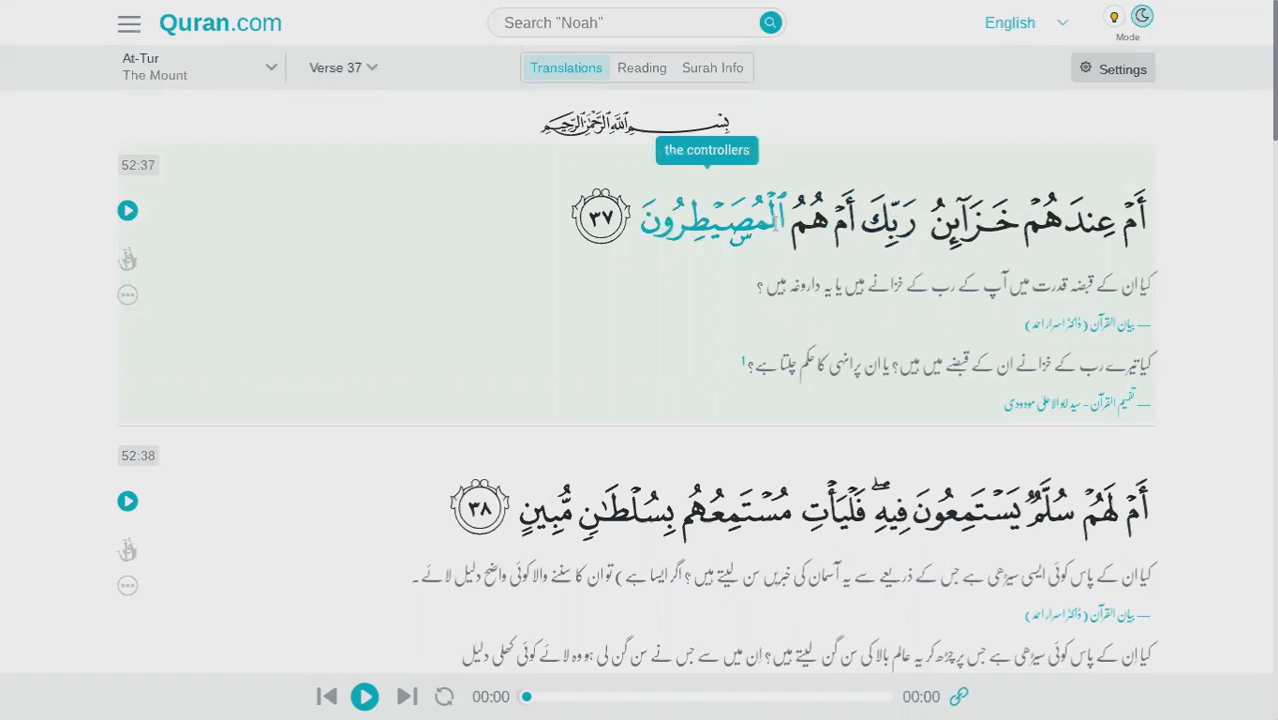 Quran.com
Search "Noah"
English
Mode
At-Tur
The Mount
Verse 37
Translations
Reading
Surah Info
Settings
بِسْمِ اللَّهِ الرَّحْمَٰنِ الرَّحِيمِ
the controllers
52:37
أَمْ عِندَهُمْ خَزَآئِنُ رَبِّكَ أَمْ هُمُ ٱلْمُصَۣيْطِرُونَ ٣٧
کیا ان کے قبضہ قدرت میں آپ کے رب کے خزانے ہیں یا یہ داروغہ ہیں ؟
— بیان القرآن (ڈاکٹر اسرار احمد)
کیا تیرے رب کے خزانے ان کے قبضے میں ہیں؟ یا ان پر انہی کا حکم چلتا ہے؟ 1
— تفہیم القرآن - سید ابو الاعلیٰ مودودی
52:38
أَمْ لَهُمْ سُلَّمٌۭ يَسْتَمِعُونَ فِيهِ ۖ فَلْيَأْتِ مُسْتَمِعُهُم بِسُلْطَـٰنٍۢ مُّبِينٍ ٣٨
کیا ان کے پاس کوئی ایسی سیڑھی ہے جس کے ذریعے سے یہ آسمان کی خبریں سن لیتے ہیں ؟ اگر ایسا ہے) تو ان کا سننے والا کوئی واضح دلیل لائے۔
— بیان القرآن (ڈاکٹر اسرار احمد)
کیا اِن کے پاس کوئی سیڑھی ہے جس پر چڑھ کر یہ عالم بالا کی سن گن لیتے ہیں؟ اِن میں سے جس نے سن گن لی ہو وہ لائے کوئی کھلی دلیل
00:00
00:00